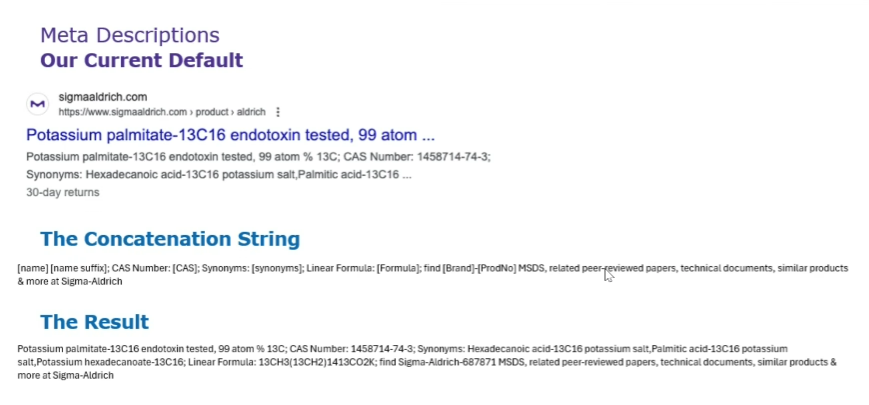 Meta Descriptions
Our Current Default
sigmaaldrich.com
https://www.sigmaaldrich.com › product › aldrich
Potassium palmitate-13C16 endotoxin tested, 99 atom ...
Potassium palmitate-13C16 endotoxin tested, 99 atom % 13C; CAS Number: 1458714-74-3;
Synonyms: Hexadecanoic acid-13C16 potassium salt,Palmitic acid-13C16 ...
30-day returns
The Concatenation String
[name] [name suffix]; CAS Number: [CAS]; Synonyms: [synonyms]; Linear Formula: [Formula]; find [Brand]-[ProdNo] MSDS, related peer-reviewed papers, technical documents, similar products
& more at Sigma-Aldrich
The Result
Potassium palmitate-13C16 endotoxin tested, 99 atom % 13C; CAS Number: 1458714-74-3; Synonyms: Hexadecanoic acid-13C16 potassium salt,Palmitic acid-13C16 potassium
salt,Potassium hexadecanoate-13C16; Linear Formula: 13CH3(13CH2)1413CO2K; find Sigma-Aldrich-687871 MSDS, related peer-reviewed papers, technical documents, similar products &
more at Sigma-Aldrich